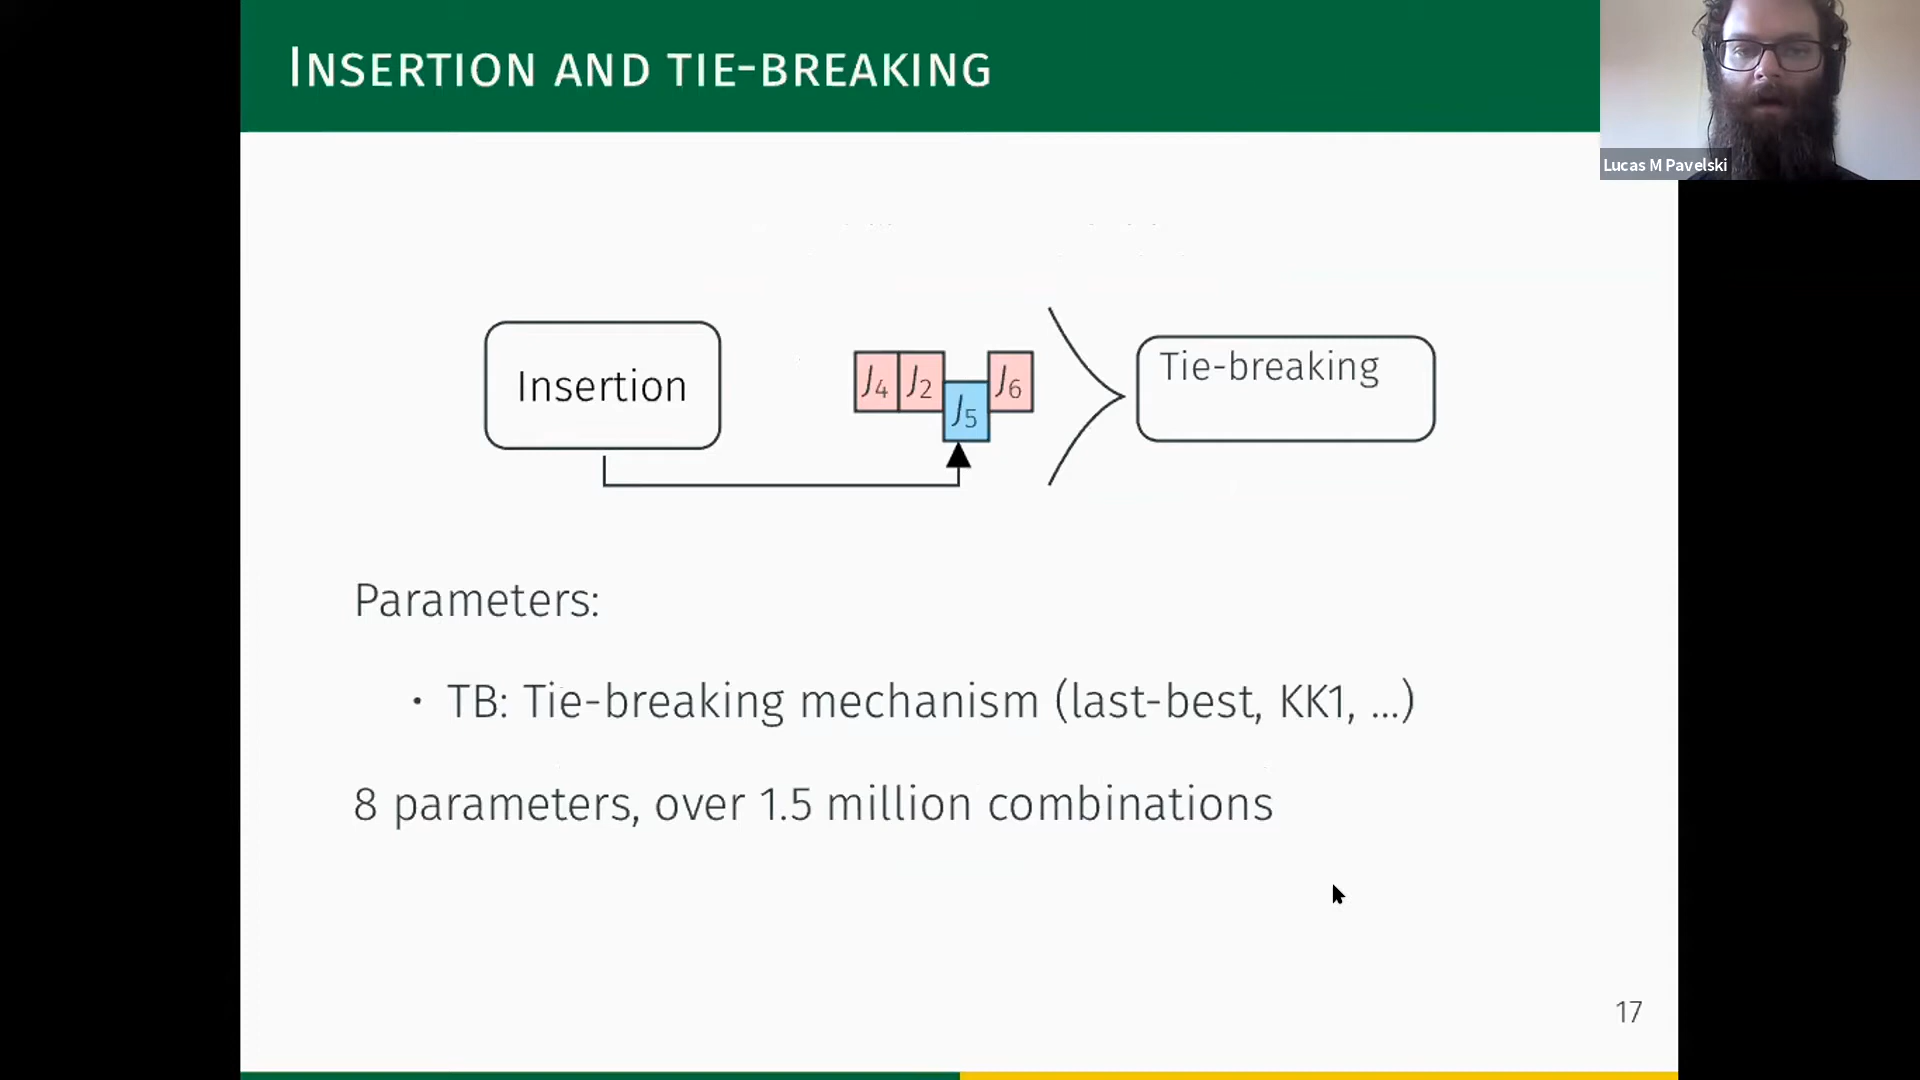 Insertion and tie-breaking
Lucas M Pavelski
Insertion
J4 J2 J5 J6
Tie-breaking
Parameters:
• TB: Tie-breaking mechanism (last-best, KK1, ...)
8 parameters, over 1.5 million combinations
17